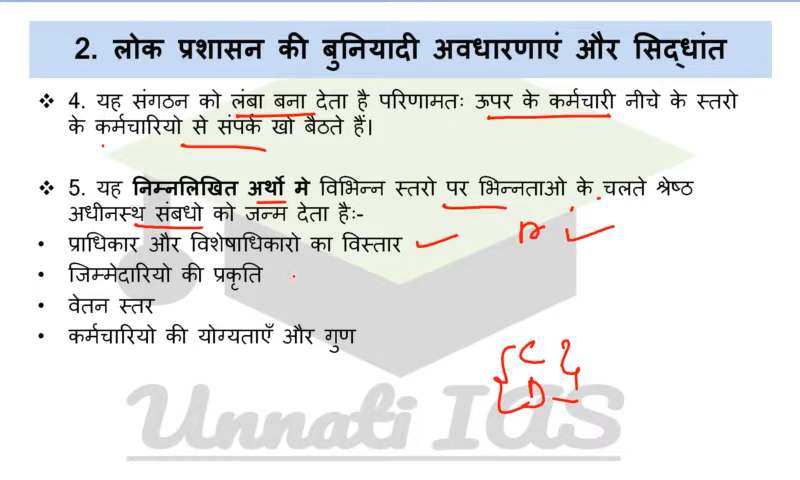 2. लोक प्रशासन की बुनियादी अवधारणाएं और सिद्धांत
❖ 4. यह संगठन को लंबा बना देता है परिणामतः ऊपर के कर्मचारी नीचे के स्तरो
के कर्मचारियो से संपर्क खो बैठते हैं।
❖ 5. यह निम्नलिखित अर्थो मे विभिन्न स्तरो पर भिन्नताओ के चलते श्रेष्ठ
अधीनस्थ संबधो को जन्म देता हैः-
• प्राधिकार और विशेषाधिकारो का विस्तार
• जिम्मेदारियो की प्रकृति
• वेतन स्तर
• कर्मचारियो की योग्यताएँ और गुण
C
D
Unnati IAS